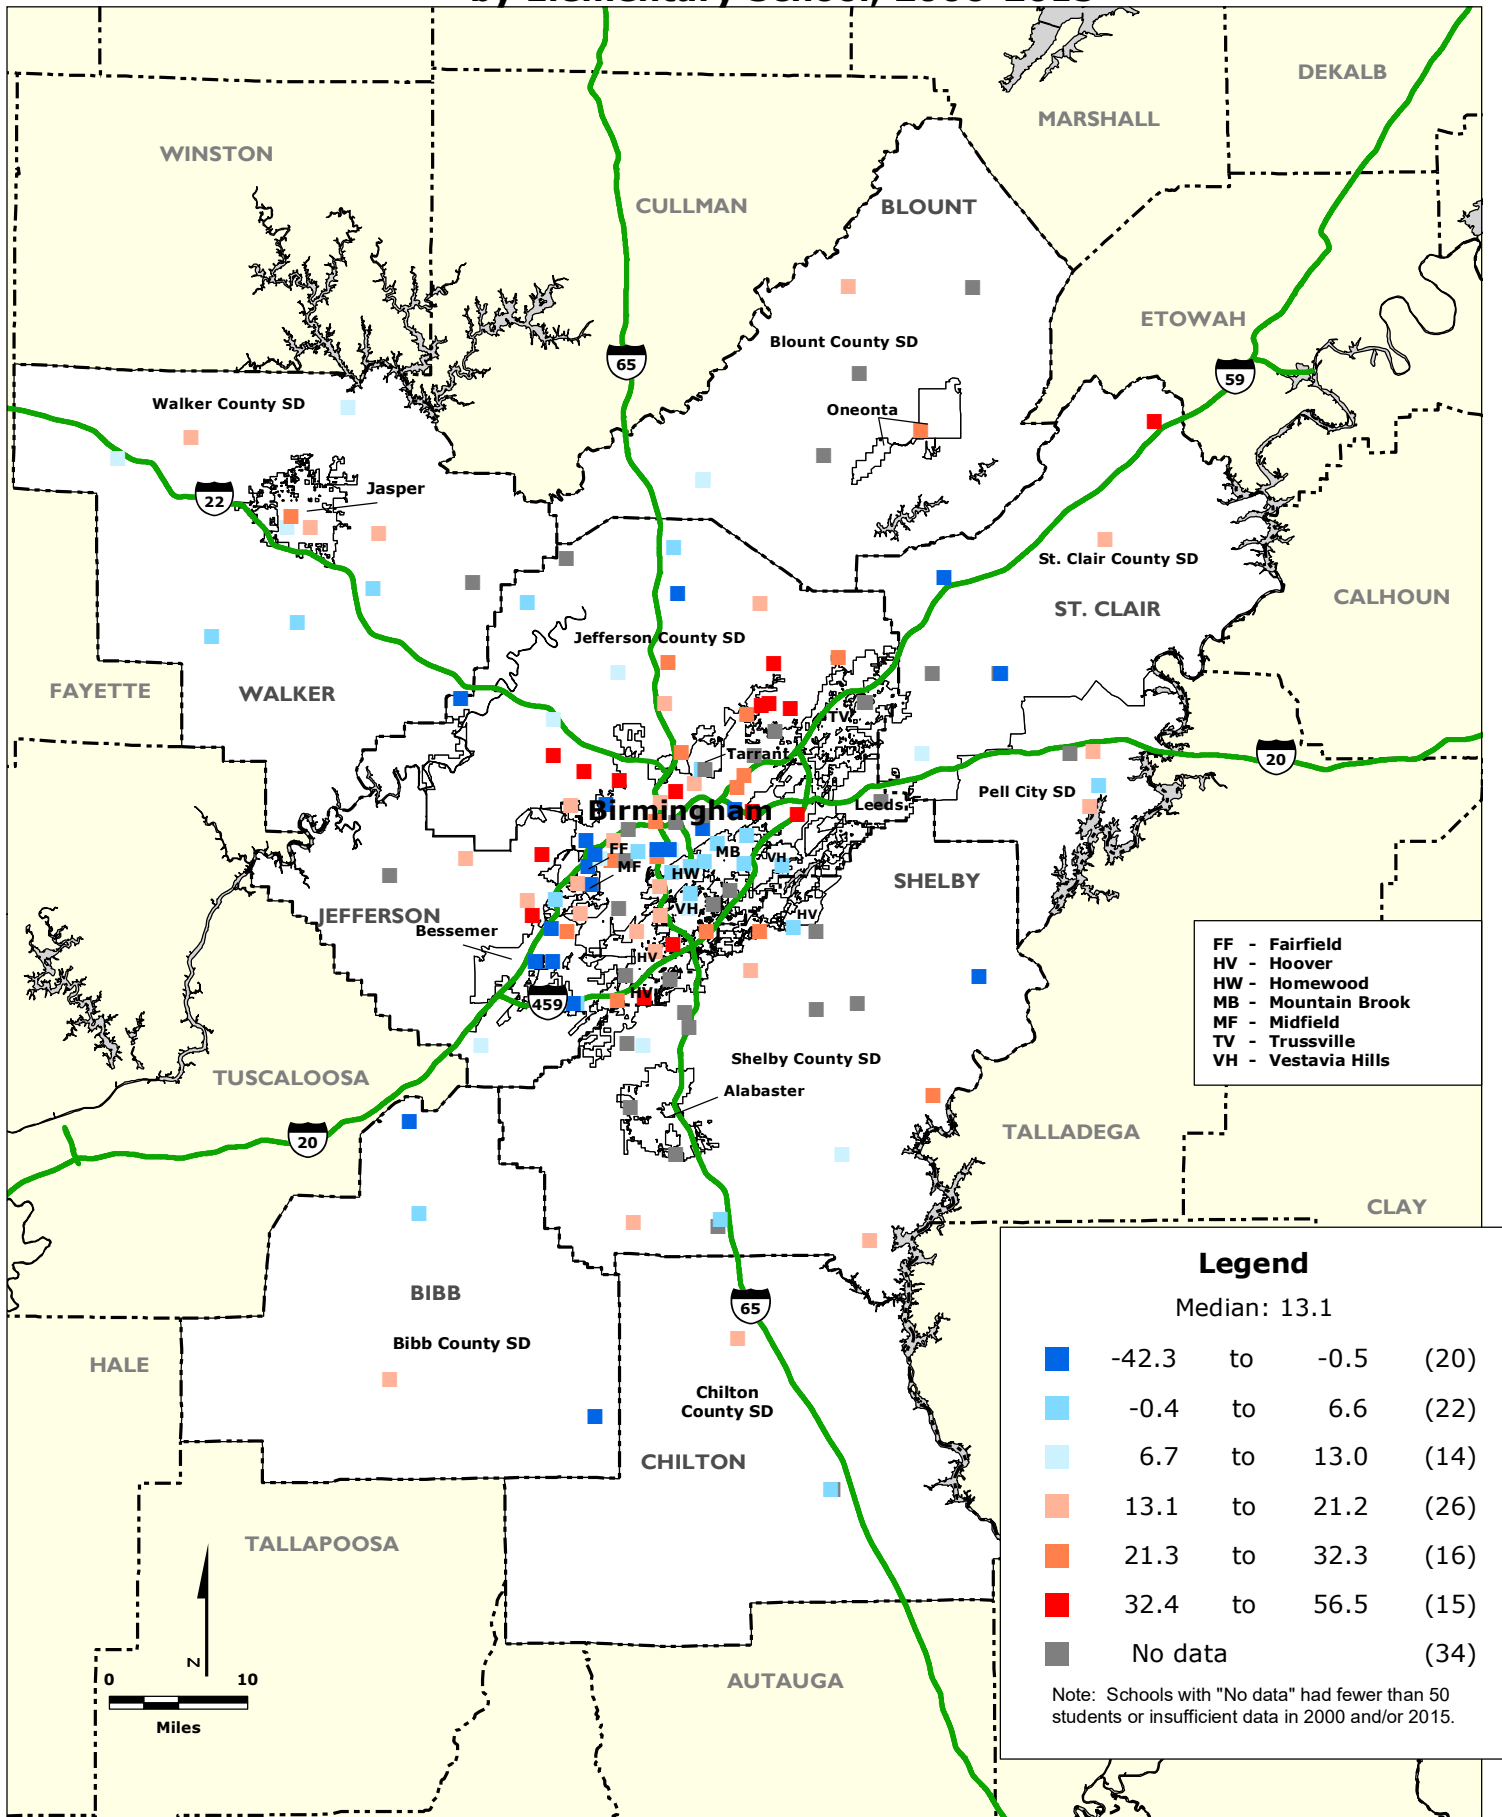 by Elementary School, 2000-2015
DEKALB
MARSHALL
WINSTON
CULLMAN
BLOUNT
ETOWAH
Blount County SD
65
59
Walker County SD
Oneonta
Jasper
22
St. Clair County SD
CALHOUN
ST. CLAIR
Jefferson County SD
FAYETTE
WALKER
TV
Tarrant
20
Pell City SD
Leeds
Birmingham
FF
MB
VH
MF
HW
SHELBY
VH
HV
JEFFERSON
Bessemer
HV
FF - Fairfield
HV - Hoover
HW - Homewood
MB - Mountain Brook
MF - Midfield
TV - Trussville
VH - Vestavia Hills
HV
459
Shelby County SD
TUSCALOOSA
Alabaster
20
TALLADEGA
CLAY
BIBB
65
Bibb County SD
HALE
Chilton
County SD
CHILTON
TALLAPOOSA
AUTAUGA
Legend
Median: 13.1
-42.3 to -0.5 (20)
-0.4 to 6.6 (22)
6.7 to 13.0 (14)
13.1 to 21.2 (26)
21.3 to 32.3 (16)
32.4 to 56.5 (15)
No data (34)
Note: Schools with "No data" had fewer than 50
students or insufficient data in 2000 and/or 2015.
N
0 10
Miles